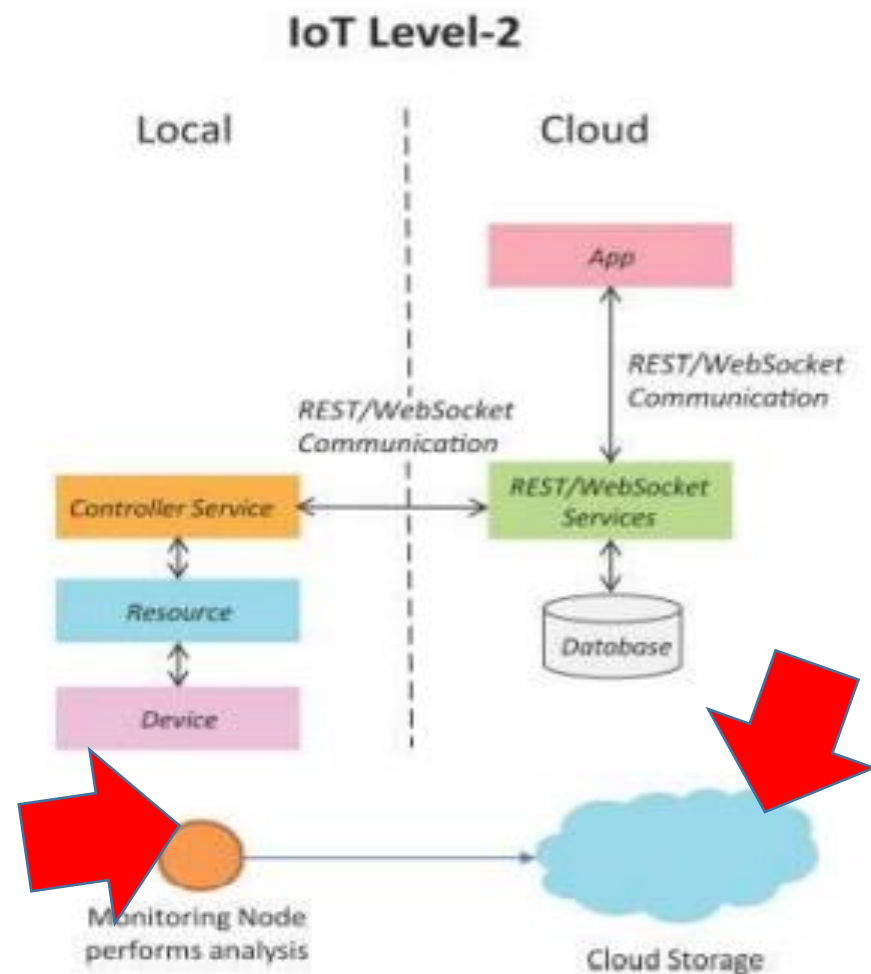 IoT Level-2
Local
Cloud
App
REST/WebSocket
Communication
REST/WebSocket
Communication
Controller Service
REST/WebSocket
Services
Resource
Database
Device
Monitoring Node
performs analysis
Cloud Storage